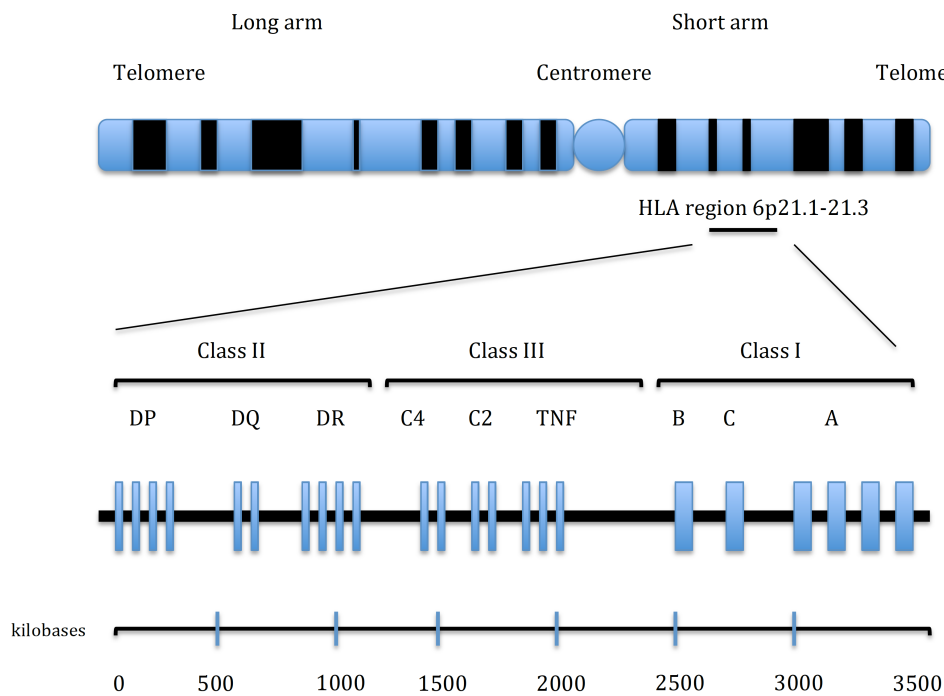 Long arm Short arm
Telomere Centromere Telome
HLA region 6p21.1-21.3
Class II Class III Class I
DP DQ DR C4 C2 TNF B C A
kilobases
0 500 1000 1500 2000 2500 3000 3500